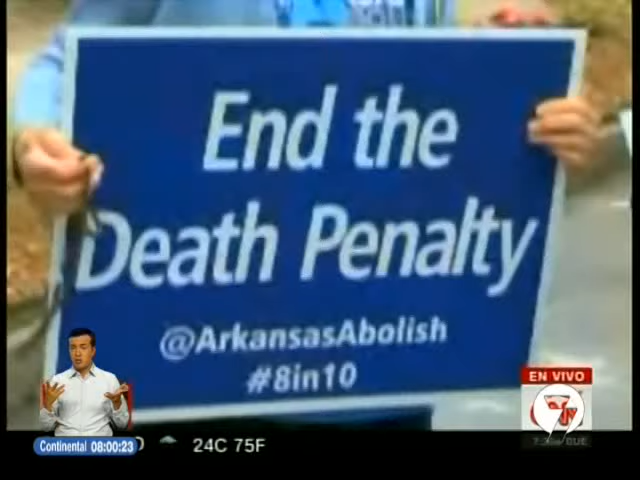 End the
Death Penalty
@ArkansasAbolish
#8in10
EN VIVO
Continental 08:00:23
24C 75F